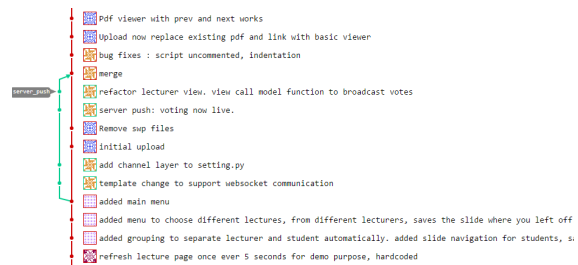 Pdf viewer with prev and next works
Upload now replace existing pdf and link with basic viewer
bug fixes : script uncommented, indentation
merge
server_push
refactor lecturer view. view call model function to broadcast votes
server push: voting now live.
Remove swp files
initial upload
add channel layer to setting.py
template change to support websocket communication
added main menu
added menu to choose different lectures, from different lecturers, saves the slide where you left off
added grouping to separate lecturer and student automatically. added slide navigation for students,
refresh lecture page once ever 5 seconds for demo purpose, hardcoded